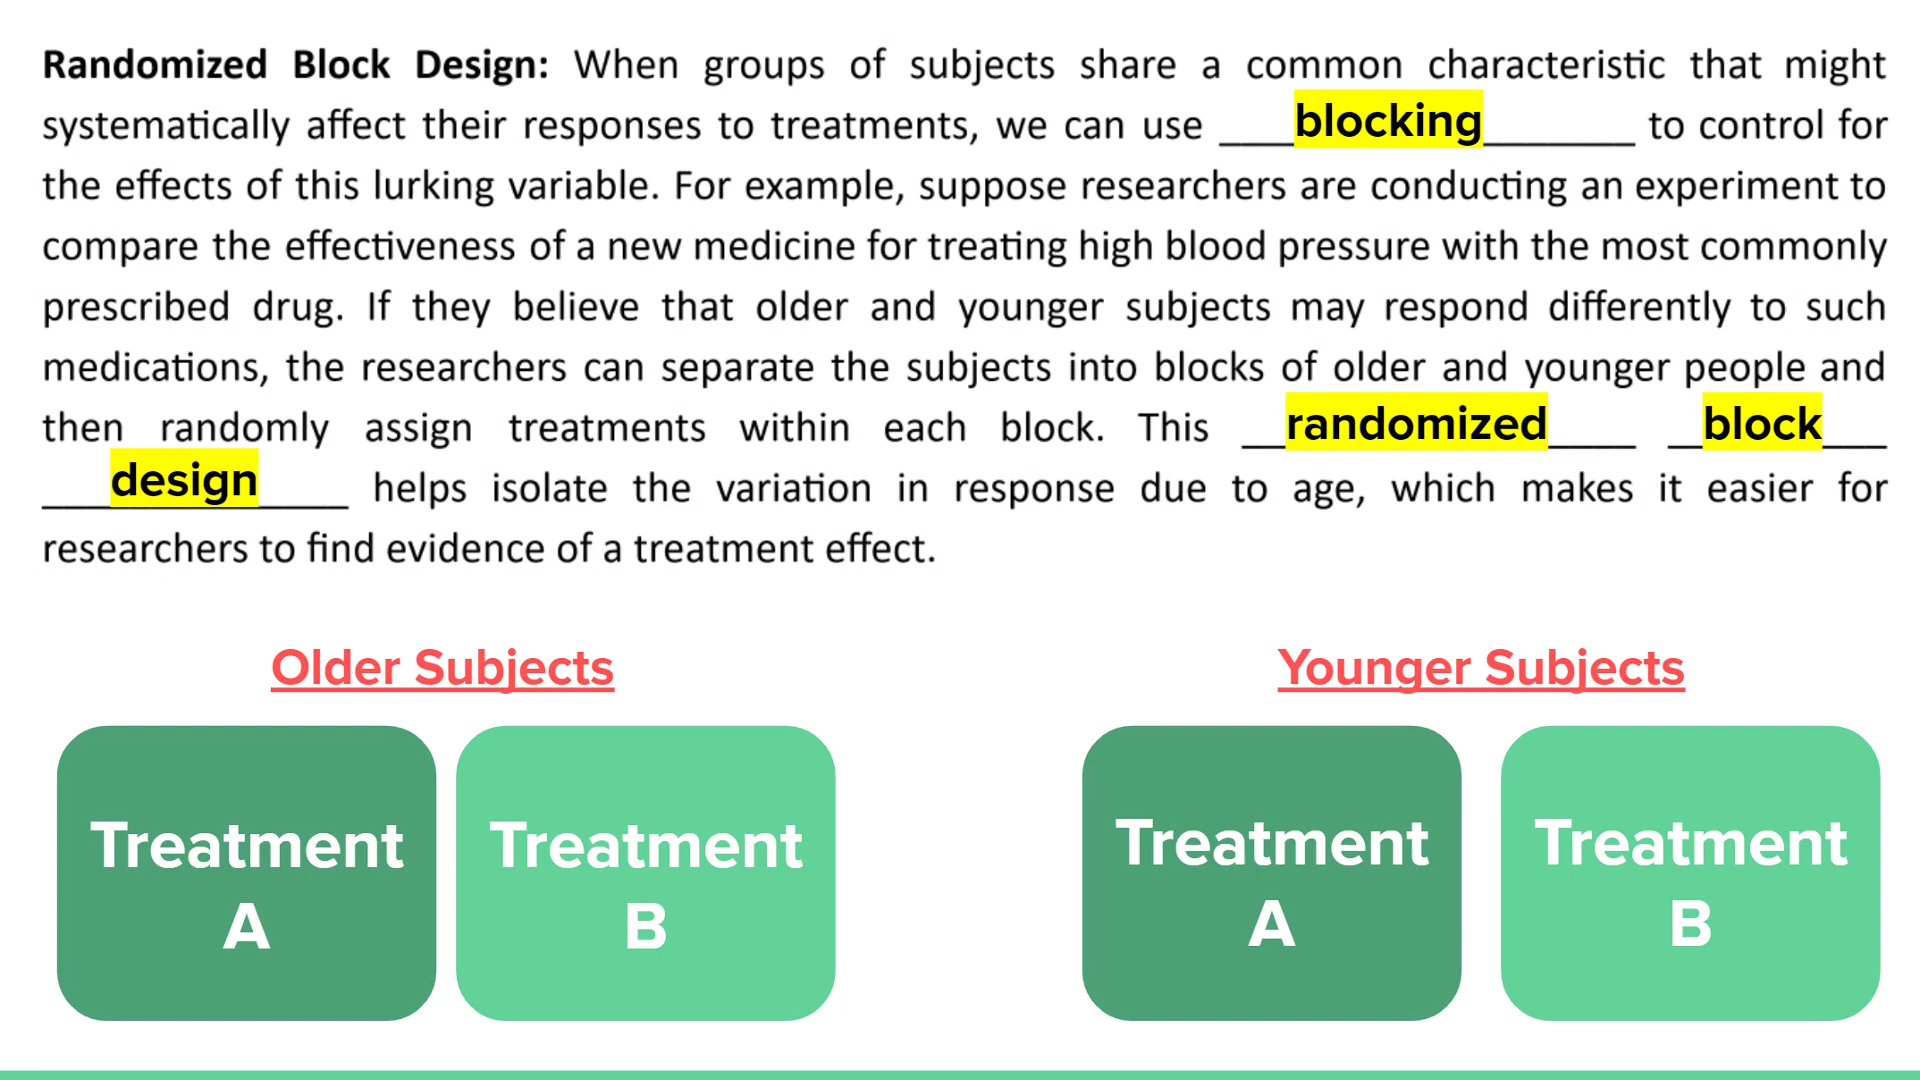 Randomized Block Design: When groups of subjects share a common characteristic that might
systematically affect their responses to treatments, we can use ____blocking_______ to control for
the effects of this lurking variable. For example, suppose researchers are conducting an experiment to
compare the effectiveness of a new medicine for treating high blood pressure with the most commonly
prescribed drug. If they believe that older and younger subjects may respond differently to such
medications, the researchers can separate the subjects into blocks of older and younger people and
then randomly assign treatments within each block. This __randomized____ __block___
___design____ helps isolate the variation in response due to age, which makes it easier for
researchers to find evidence of a treatment effect.
Older Subjects
Younger Subjects
Treatment
A
Treatment
B
Treatment
A
Treatment
B